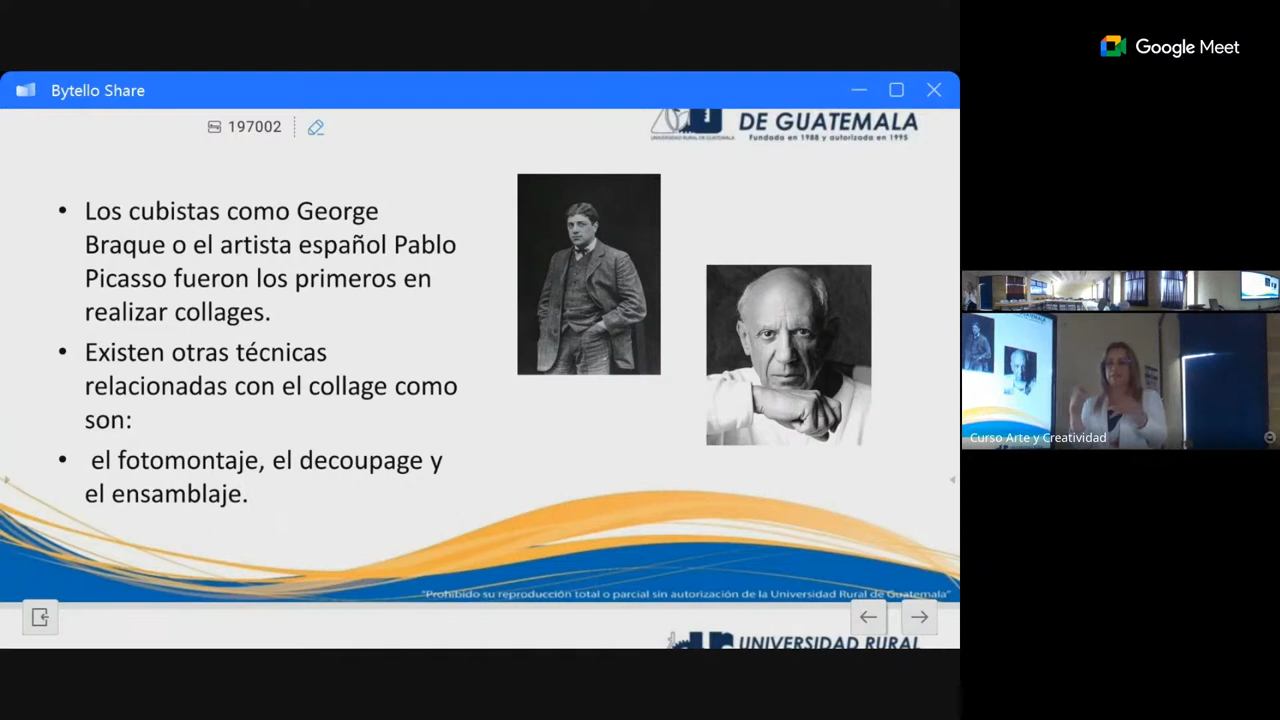 Google Meet
Bytello Share
197002
DE GUATEMALA
UNIVERSIDAD RURAL DE GUATEMALA
Fundada en 1988 y autorizada en 1995
• Los cubistas como George
Braque o el artista español Pablo
Picasso fueron los primeros en
realizar collages.
• Existen otras técnicas
relacionadas con el collage como
son:
• el fotomontaje, el decoupage y
el ensamblaje.
"Prohibido su reproducción total o parcial sin autorización de la Universidad Rural de Guatemala"
UNIVERSIDAD RURAL
Curso Arte y Creatividad